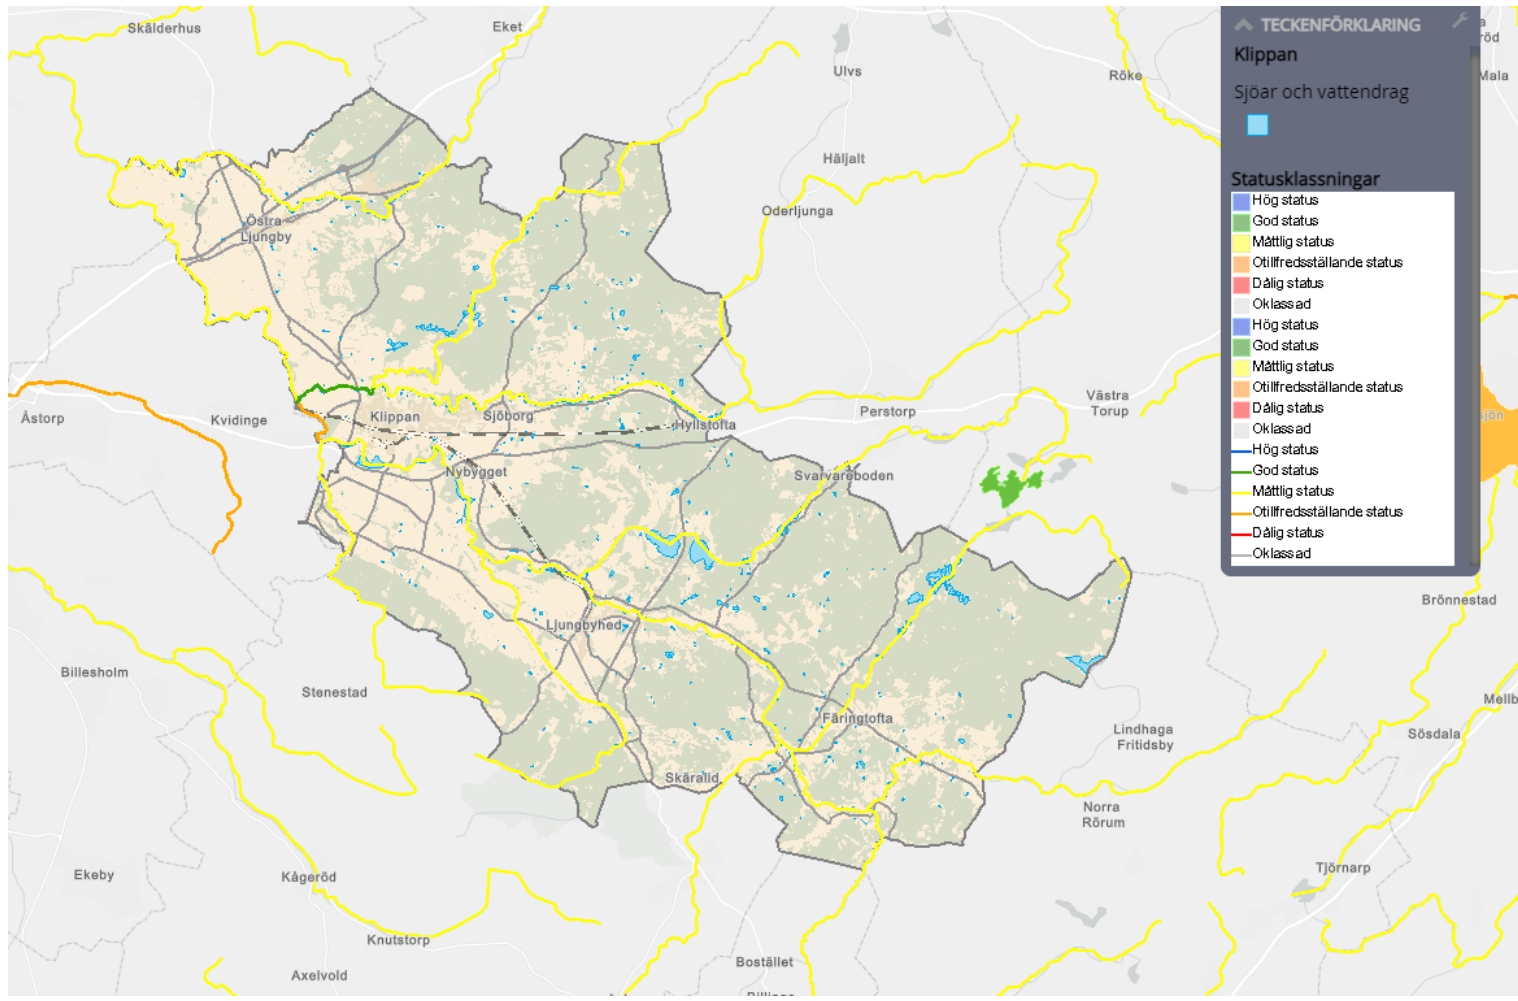 Skälderhus
Eket
Ulvs
Röke
Mala
Häljalt
Oderljunga
Östra
Ljungby
Åstorp
Kvidinge
Klippan
Sjöborg
Hyllstofta
Perstorp
Västra
Torup
Nybygget
Svarvareboden
Ljungbyhed
Billesholm
Stenestad
Färingtofta
Lindhaga
Fritidsby
Skäralid
Norra
Rörum
Brönnestad
Sösdala
Tjörnarp
Ekeby
Kågeröd
Knutstorp
Axelvold
Bostället
TECKENFÖRKLARING
Klippan
Sjöar och vattendrag
Statusklassningar
Hög status
God status
Måttlig status
Otillfredsställande status
Dålig status
Oklassad
Hög status
God status
Måttlig status
Otillfredsställande status
Dålig status
Oklassad
Hög status
God status
Måttlig status
Otillfredsställande status
Dålig status
Oklassad